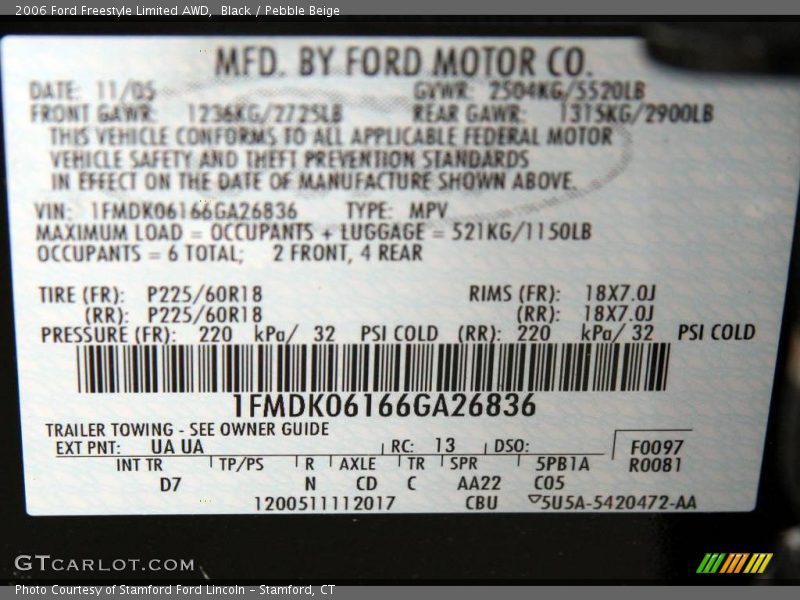 2006 Ford Freestyle Limited AWD,  Black / Pebble Beige
MFD. BY FORD MOTOR CO.
DATE: 11/05 GVWR: 2504KG/5520LB
FRONT GAWR: 1236KG/2725LB REAR GAWR: 1315KG/2900LB
THIS VEHICLE CONFORMS TO ALL APPLICABLE FEDERAL MOTOR
VEHICLE SAFETY AND THEFT PREVENTION STANDARDS
IN EFFECT ON THE DATE OF MANUFACTURE SHOWN ABOVE.
VIN: 1FMDK06166GA26836 TYPE: MPV
MAXIMUM LOAD = OCCUPANTS + LUGGAGE = 521KG/1150LB
OCCUPANTS = 6 TOTAL; 2 FRONT, 4 REAR
TIRE (FR): P225/60R18 RIMS (FR): 18X7.0J
(RR): P225/60R18 (RR): 18X7.0J
PRESSURE (FR): 220 kPa/ 32 PSI COLD (RR): 220 kPa/ 32 PSI COLD
1FMDK06166GA26836
TRAILER TOWING - SEE OWNER GUIDE
EXT PNT: UA UA RC: 13 DSO: F0097
INT TR TP/PS R AXLE TR SPR 5PB1A R0081
D7 N CD C AA22 C05
1200511112017 CBU ▽5U5A-5420472-AA
GTCARLOT.COM
Photo Courtesy of Stamford Ford Lincoln - Stamford, CT